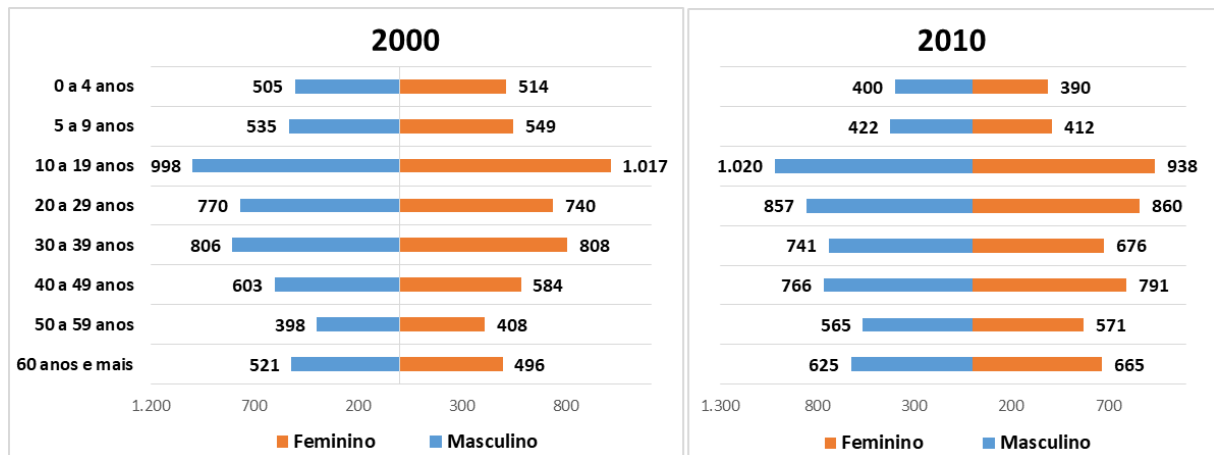 2000
0 a 4 anos 505 514
5 a 9 anos 535 549
10 a 19 anos 998 1.017
20 a 29 anos 770 740
30 a 39 anos 806 808
40 a 49 anos 603 584
50 a 59 anos 398 408
60 anos e mais 521 496
1.200 700 200 300 800
Feminino Masculino
2010
400 390
422 412
1.020 938
857 860
741 676
766 791
565 571
625 665
1.300 800 300 200 700
Feminino Masculino